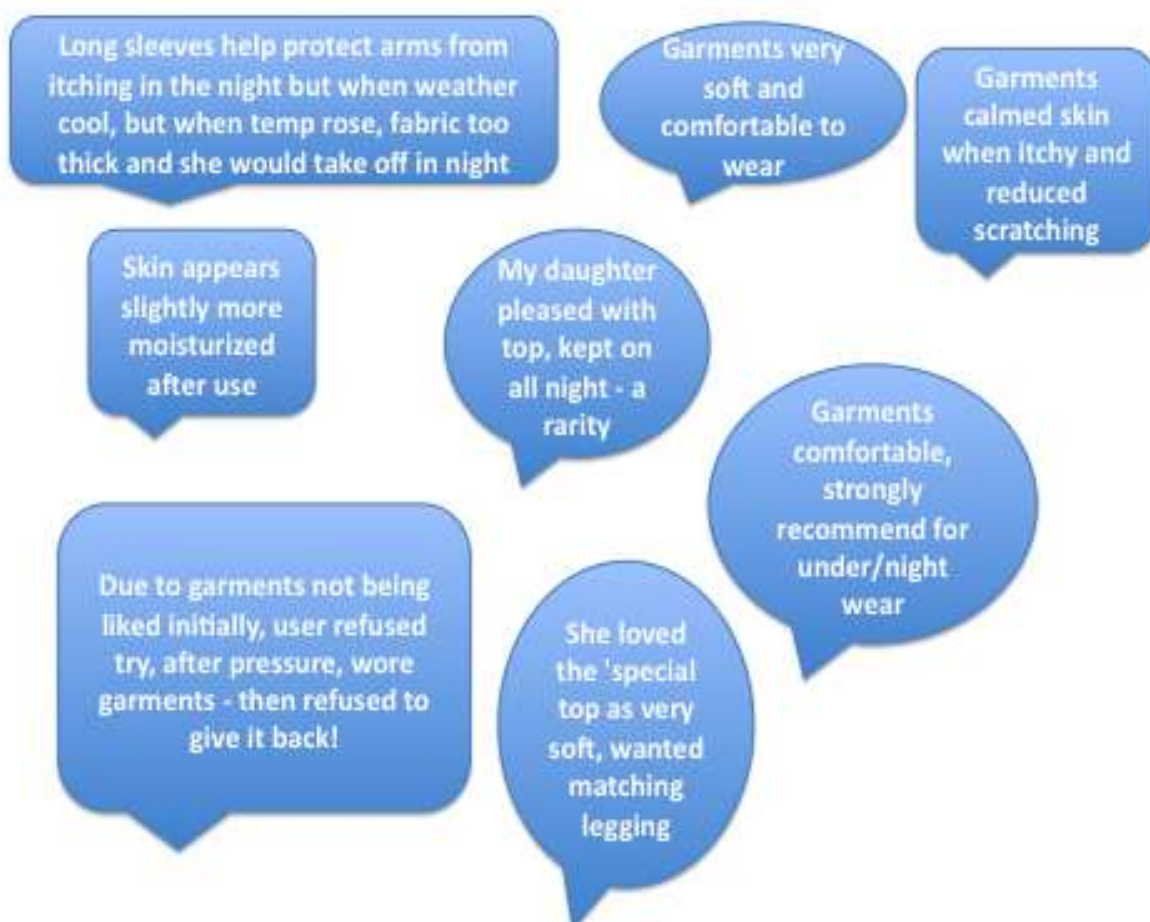 Long sleeves help protect arms from
itching in the night but when weather
cool, but when temp rose, fabric too
thick and she would take off in night
Garments very
soft and
comfortable to
wear
Garments
calmed skin
when itchy and
reduced
scratching
Skin appears
slightly more
moisturized
after use
My daughter
pleased with
top, kept on
all night - a
rarity
Garments
comfortable,
strongly
recommend for
under/night
wear
Due to garments not being
liked initially, user refused
try, after pressure, wore
garments - then refused to
give it back!
She loved
the 'special
top as very
soft, wanted
matching
legging